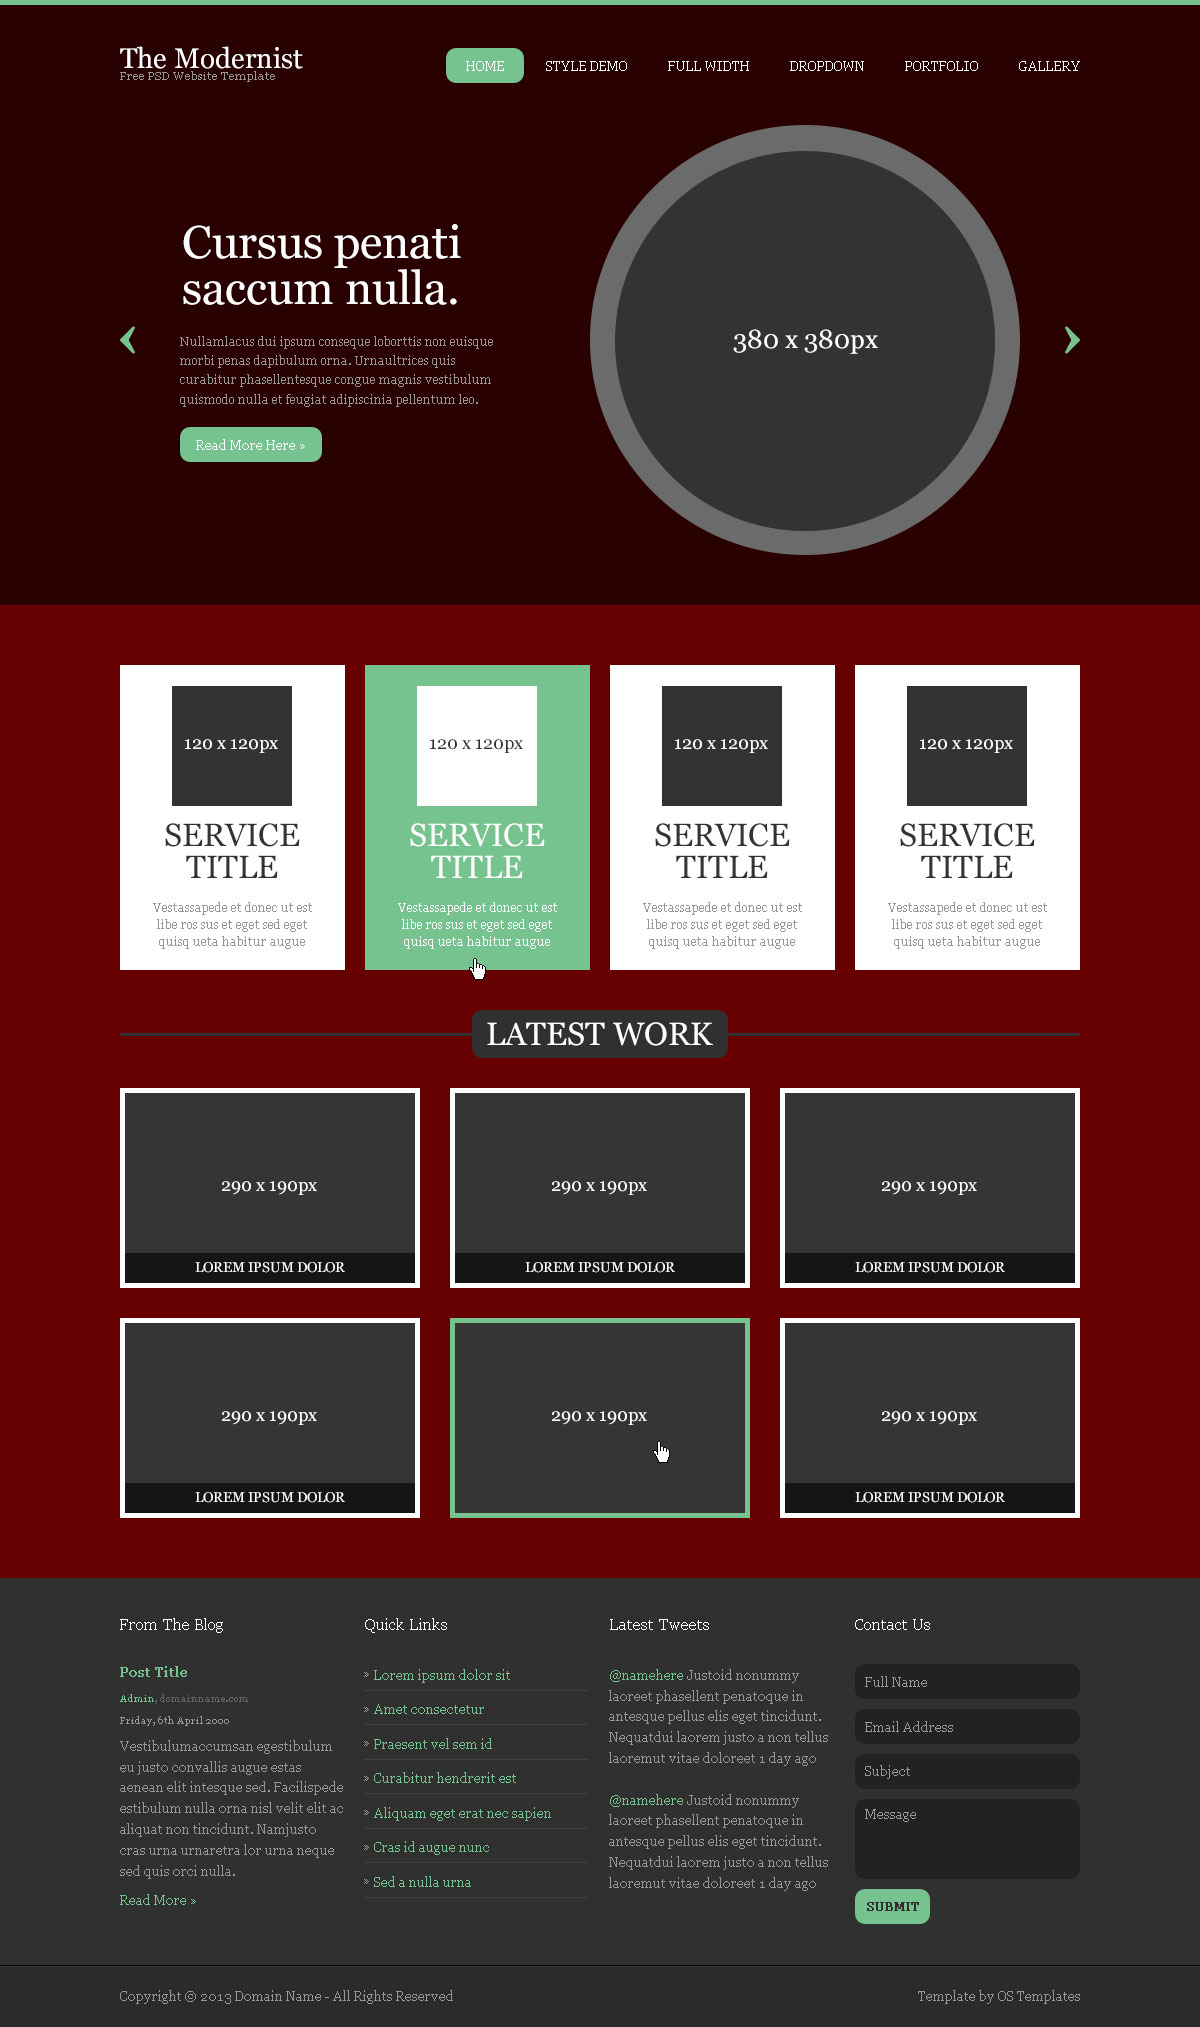 The Modernist
Free PSD Website Template
HOME
STYLE DEMO
FULL WIDTH
DROPDOWN
PORTFOLIO
GALLERY
Cursus penati
saccum nulla.
Nullamlacus dui ipsum conseque loborttis non euisque
morbi penas dapibulum orna. Urnaultrices quis
curabitur phasellentesque congue magnis vestibulum
quismodo nulla et feugiat adipiscinia pellentum leo.
Read More Here »
380 x 380px
120 x 120px
SERVICE
TITLE
Vestassapede et donec ut est
libe ros sus et eget sed eget
quisq ueta habitur augue
120 x 120px
SERVICE
TITLE
Vestassapede et donec ut est
libe ros sus et eget sed eget
quisq ueta habitur augue
120 x 120px
SERVICE
TITLE
Vestassapede et donec ut est
libe ros sus et eget sed eget
quisq ueta habitur augue
120 x 120px
SERVICE
TITLE
Vestassapede et donec ut est
libe ros sus et eget sed eget
quisq ueta habitur augue
LATEST WORK
290 x 190px
LOREM IPSUM DOLOR
290 x 190px
LOREM IPSUM DOLOR
290 x 190px
LOREM IPSUM DOLOR
290 x 190px
LOREM IPSUM DOLOR
290 x 190px
290 x 190px
LOREM IPSUM DOLOR
From The Blog
Post Title
Admin, domainname.com
Friday, 6th April 2000
Vestibulumaccumsan egestibulum
eu justo convallis augue estas
aenean elit intesque sed. Facilispede
estibulum nulla orna nisl velit elit ac
aliquat non tincidunt. Namjusto
cras urna urnaretra lor urna neque
sed quis orci nulla.
Read More »
Quick Links
» Lorem ipsum dolor sit
» Amet consectetur
» Praesent vel sem id
» Curabitur hendrerit est
» Aliquam eget erat nec sapien
» Cras id augue nunc
» Sed a nulla urna
Latest Tweets
@namehere Justoid nonummy
laoreet phasellent penatoque in
antesque pellus elis eget tincidunt.
Nequatdui laorem justo a non tellus
laoremut vitae doloreet 1 day ago
@namehere Justoid nonummy
laoreet phasellent penatoque in
antesque pellus elis eget tincidunt.
Nequatdui laorem justo a non tellus
laoremut vitae doloreet 1 day ago
Contact Us
Full Name
Email Address
Subject
Message
SUBMIT
Copyright © 2013 Domain Name - All Rights Reserved
Template by OS Templates